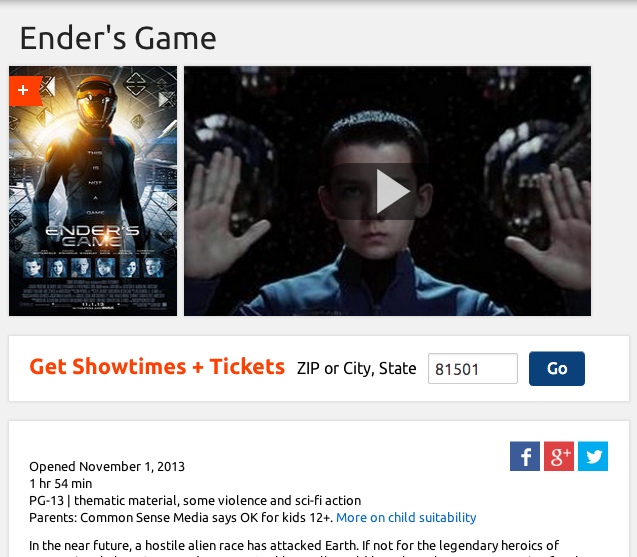 Ender's Game
+
THIS
IS
NOT
A
GAME
ENDER'S
GAME
11.1.13
Get Showtimes + Tickets ZIP or City, State 81501 Go
f g+
Opened November 1, 2013
1 hr 54 min
PG-13 | thematic material, some violence and sci-fi action
Parents: Common Sense Media says OK for kids 12+. More on child suitability
In the near future, a hostile alien race has attacked Earth. If not for the legendary heroics of